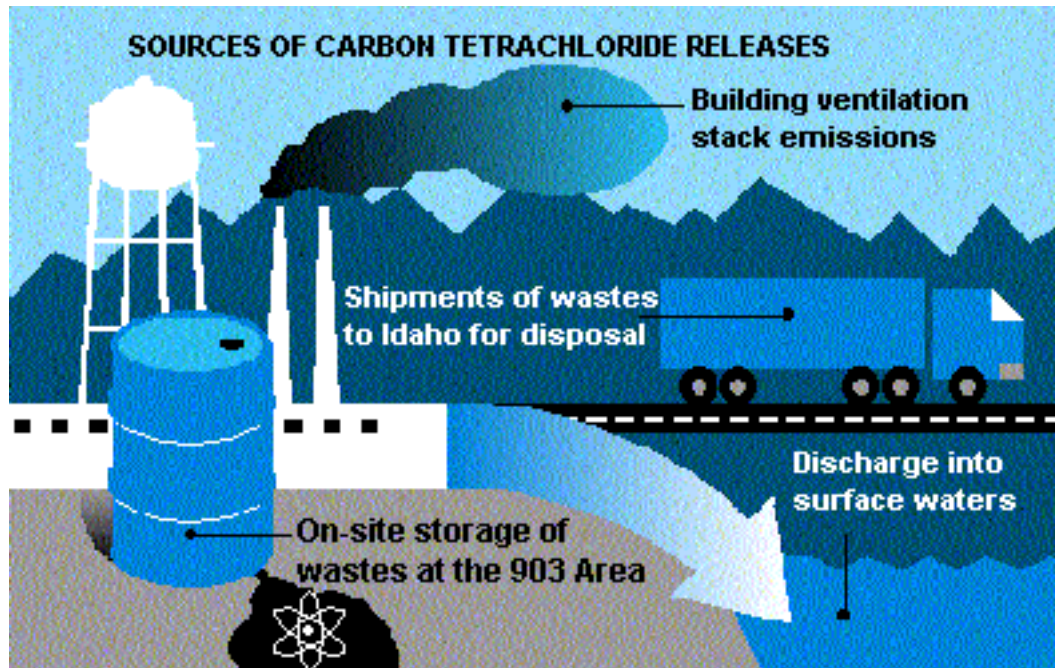 SOURCES OF CARBON TETRACHLORIDE RELEASES
Building ventilation
stack emissions
Shipments of wastes
to Idaho for disposal
Discharge into
surface waters
On-site storage of
wastes at the 903 Area